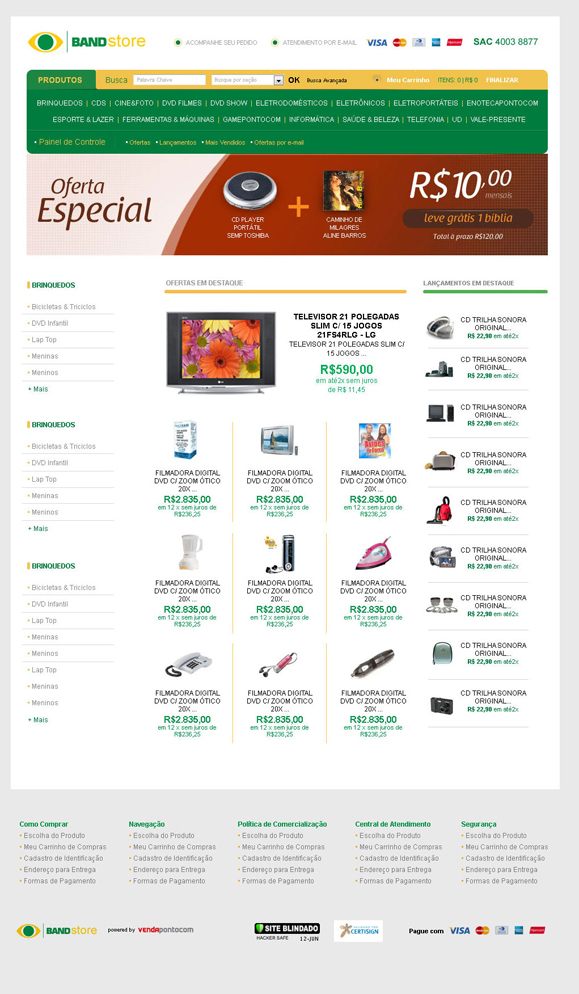 BANDstore
ACOMPANHE SEU PEDIDO
ATENDIMENTO POR E-MAIL
VISA
SAC 4003 8877
PRODUTOS
Busca
Palavra Chave
Busque por seção
OK
Busca Avançada
Meu Carrinho
ITENS: 0 | R$ 0
FINALIZAR
BRINQUEDOS | CDS | CINE&FOTO | DVD FILMES | DVD SHOW | ELETRODOMÉSTICOS | ELETRÔNICOS | ELETROPORTÁTEIS | ENOTECAPONTOCOM
ESPORTE & LAZER | FERRAMENTAS & MÁQUINAS | GAMEPONTOCOM | INFORMÁTICA | SAÚDE & BELEZA | TELEFONIA | UD | VALE-PRESENTE
• Painel de Controle
• Ofertas • Lançamentos • Mais Vendidos • Ofertas por e-mail
Oferta
Especial
CD PLAYER
PORTÁTIL
SEMP TOSHIBA
+
CAMINHO DE
MILAGRES
ALINE BARROS
R$10,00
mensais
leve grátis 1 bíblia
Total à prazo R$120,00
BRINQUEDOS
• Bicicletas & Triciclos
• DVD Infantil
• Lap Top
• Meninas
• Meninos
+ Mais
BRINQUEDOS
• Bicicletas & Triciclos
• DVD Infantil
• Lap Top
• Meninas
• Meninos
+ Mais
BRINQUEDOS
• Bicicletas & Triciclos
• DVD Infantil
• Lap Top
• Meninas
• Meninos
• Lap Top
• Meninas
• Meninos
+ Mais
OFERTAS EM DESTAQUE
TELEVISOR 21 POLEGADAS
SLIM C/ 15 JOGOS
21FS4RLG - LG
TELEVISOR 21 POLEGADAS SLIM C/
15 JOGOS ...
R$590,00
em até2x sem juros
de R$ 11,45
FILMADORA DIGITAL
DVD C/ ZOOM ÓTICO
20X ...
R$2.835,00
em 12 x sem juros de
R$236,25
FILMADORA DIGITAL
DVD C/ ZOOM ÓTICO
20X ...
R$2.835,00
em 12 x sem juros de
R$236,25
FILMADORA DIGITAL
DVD C/ ZOOM ÓTICO
20X ...
R$2.835,00
em 12 x sem juros de
R$236,25
FILMADORA DIGITAL
DVD C/ ZOOM ÓTICO
20X ...
R$2.835,00
em 12 x sem juros de
R$236,25
FILMADORA DIGITAL
DVD C/ ZOOM ÓTICO
20X ...
R$2.835,00
em 12 x sem juros de
R$236,25
FILMADORA DIGITAL
DVD C/ ZOOM ÓTICO
20X ...
R$2.835,00
em 12 x sem juros de
R$236,25
FILMADORA DIGITAL
DVD C/ ZOOM ÓTICO
20X ...
R$2.835,00
em 12 x sem juros de
R$236,25
FILMADORA DIGITAL
DVD C/ ZOOM ÓTICO
20X ...
R$2.835,00
em 12 x sem juros de
R$236,25
FILMADORA DIGITAL
DVD C/ ZOOM ÓTICO
20X ...
R$2.835,00
em 12 x sem juros de
R$236,25
LANÇAMENTOS EM DESTAQUE
CD TRILHA SONORA
ORIGINAL...
R$ 22,90 em até2x
CD TRILHA SONORA
ORIGINAL...
R$ 22,90 em até2x
CD TRILHA SONORA
ORIGINAL...
R$ 22,90 em até2x
CD TRILHA SONORA
ORIGINAL...
R$ 22,90 em até2x
CD TRILHA SONORA
ORIGINAL...
R$ 22,90 em até2x
CD TRILHA SONORA
ORIGINAL...
R$ 22,90 em até2x
CD TRILHA SONORA
ORIGINAL...
R$ 22,90 em até2x
CD TRILHA SONORA
ORIGINAL...
R$ 22,90 em até2x
CD TRILHA SONORA
ORIGINAL...
R$ 22,90 em até2x
Como Comprar
• Escolha do Produto
• Meu Carrinho de Compras
• Cadastro de Identificação
• Endereço para Entrega
• Formas de Pagamento
Navegação
• Escolha do Produto
• Meu Carrinho de Compras
• Cadastro de Identificação
• Endereço para Entrega
• Formas de Pagamento
Política de Comercialização
• Escolha do Produto
• Meu Carrinho de Compras
• Cadastro de Identificação
• Endereço para Entrega
• Formas de Pagamento
Central de Atendimento
• Escolha do Produto
• Meu Carrinho de Compras
• Cadastro de Identificação
• Endereço para Entrega
• Formas de Pagamento
Segurança
• Escolha do Produto
• Meu Carrinho de Compras
• Cadastro de Identificação
• Endereço para Entrega
• Formas de Pagamento
BANDstore
powered by VENDApontocom
SITE BLINDADO
HACKER SAFE 12-JUN
CERTISIGN
Pague com
VISA